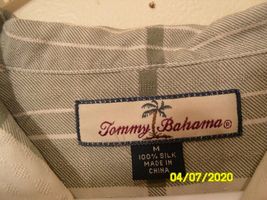 Tommy Bahama®
M
100% SILK
MADE IN
CHINA
04/07/2020